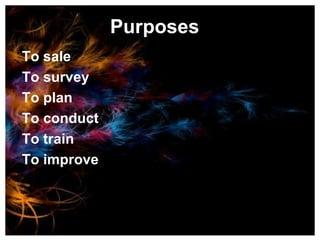 Purposes
To sale
To survey
To plan
To conduct
To train
To improve